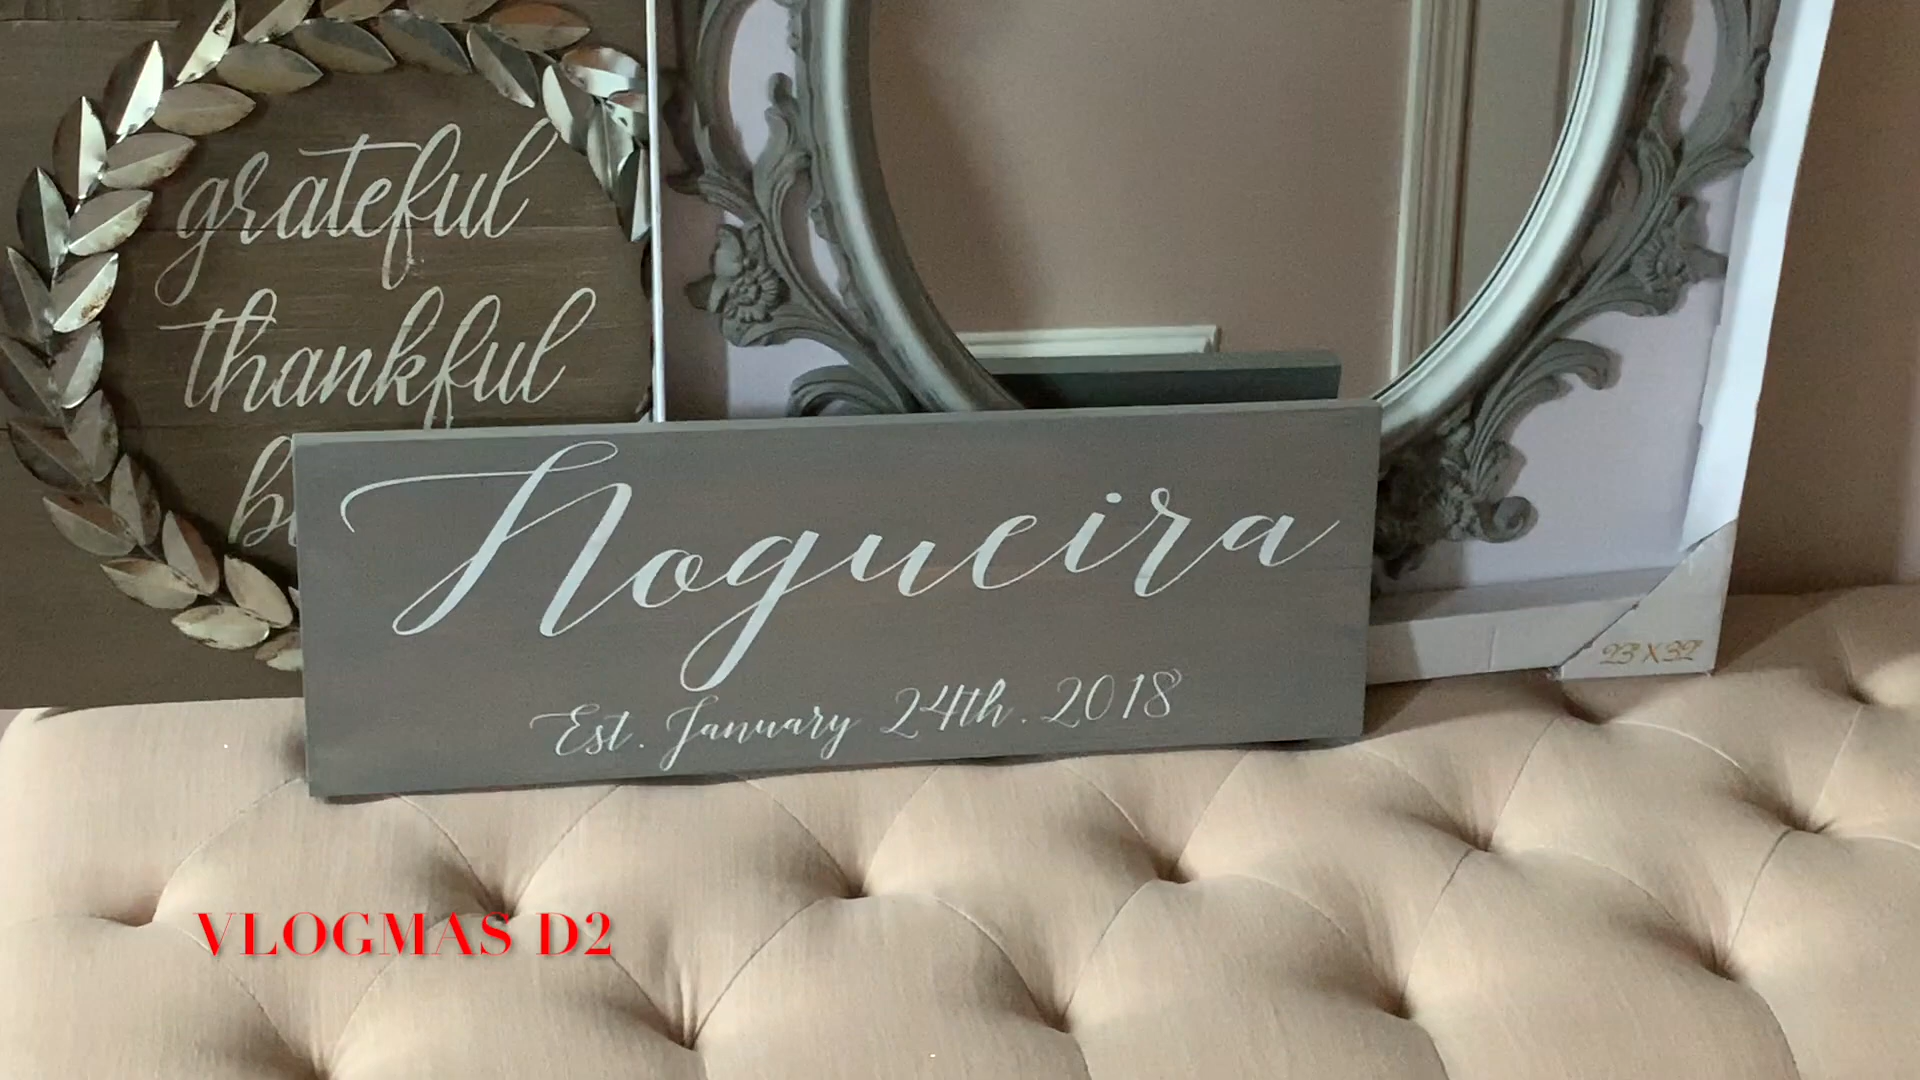 grateful
thankful
Nogueira
Est. January 24th. 2018
23 X 32
VLOGMAS D2